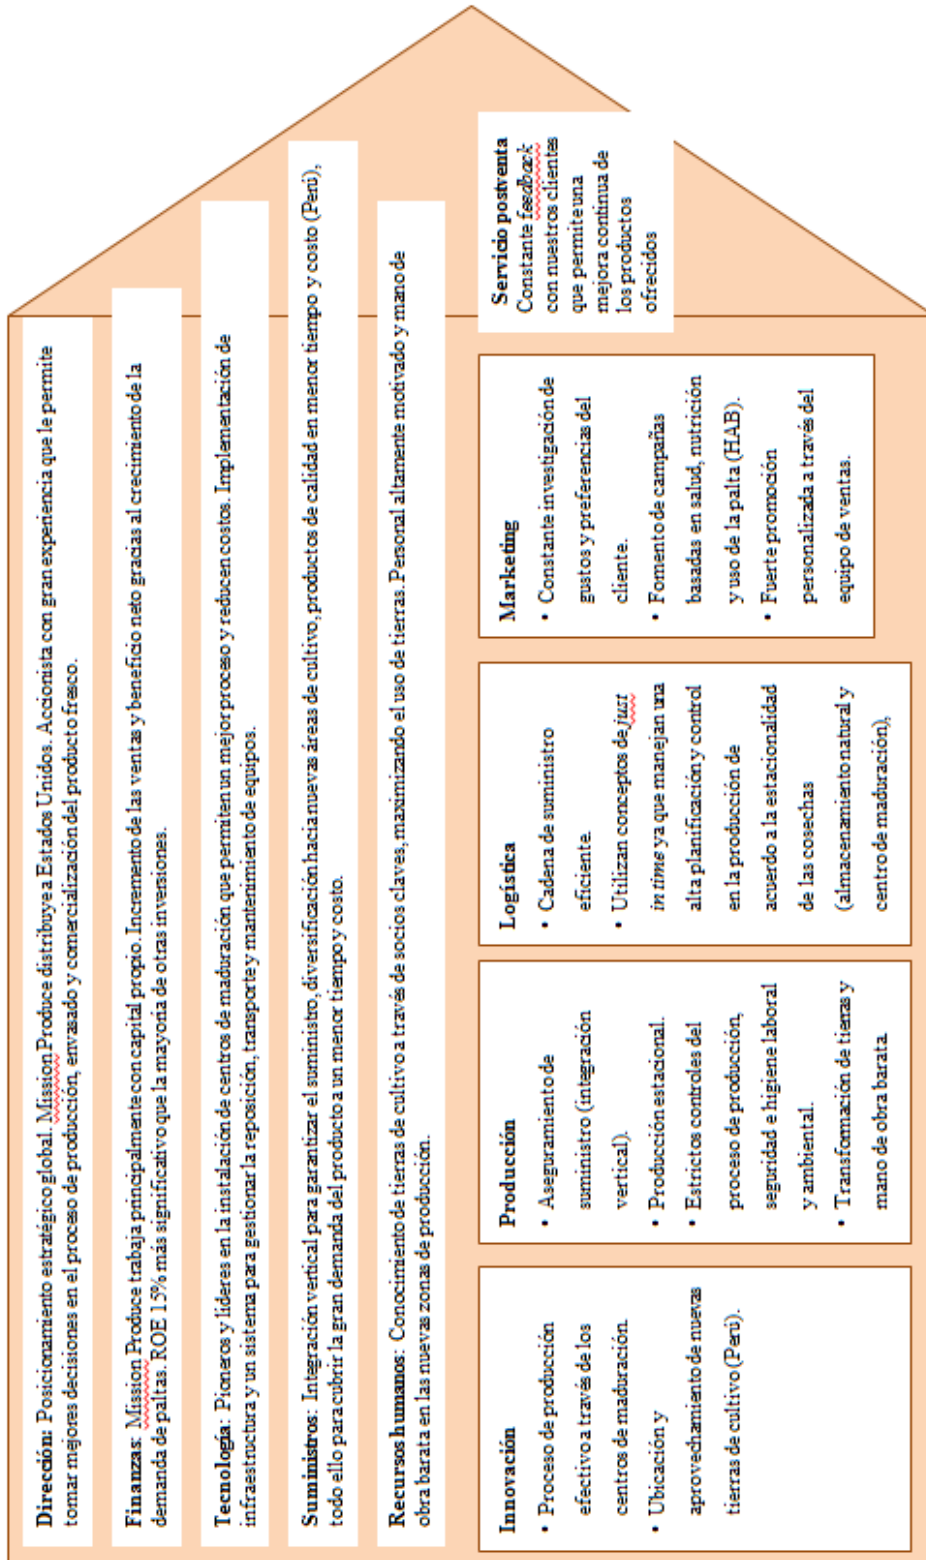 Dirección: Posicionamiento estratégico global. Mission Produce distribuye a Estados Unidos. Accionista con gran experiencia que le permite
tomar mejores decisiones en el proceso de producción, envasado y comercialización del producto fresco.
Finanzas: Mission Produce trabaja principalmente con capital propio. Incremento de las ventas y beneficio neto gracias al crecimiento de la
demanda de paltas. ROE 15% más significativo que la mayoría de otras inversiones.
Tecnología: Pioneros y líderes en la instalación de centros de maduración que permiten un mejor proceso y reducen costos. Implementación de
infraestructura y un sistema para gestionar la reposición, transporte y mantenimiento de equipos.
Suministros: Integración vertical para garantizar el suministro, diversificación hacia nuevas áreas de cultivo, productos de calidad en menor tiempo y costo (Perú),
todo ello para cubrir la gran demanda del producto a un menor tiempo y costo.
Recursos humanos: Conocimiento de tierras de cultivo a través de socios claves, maximizando el uso de tierras. Personal altamente motivado y mano de
obra barata en las nuevas zonas de producción.
Innovación
• Proceso de producción
efectivo a través de los
centros de maduración.
• Ubicación y
aprovechamiento de nuevas
tierras de cultivo (Perú).
Producción
• Aseguramiento de
suministro (integración
vertical).
• Producción estacional.
• Estrictos controles del
proceso de producción,
seguridad e higiene laboral
y ambiental.
• Transformación de tierras y
mano de obra barata.
Logística
• Cadena de suministro
eficiente.
• Utilizan conceptos de just
in time ya que manejan una
alta planificación y control
en la producción de
acuerdo a la estacionalidad
de las cosechas
(almacenamiento natural y
centro de maduración),
Marketing
• Constante investigación de
gustos y preferencias del
cliente.
• Fomento de campañas
basadas en salud, nutrición
y uso de la palta (HAB).
• Fuerte promoción
personalizada a través del
equipo de ventas.
Servicio postventa
Constante feedback
con nuestros clientes
que permite una
mejora continua de
los productos
ofrecidos